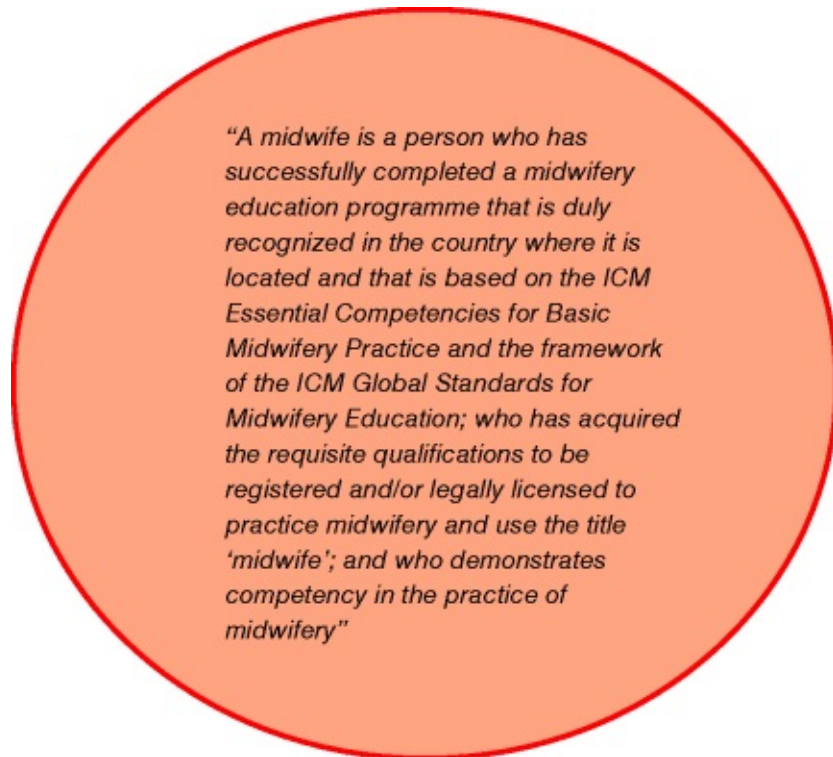 “A midwife is a person who has
successfully completed a midwifery
education programme that is duly
recognized in the country where it is
located and that is based on the ICM
Essential Competencies for Basic
Midwifery Practice and the framework
of the ICM Global Standards for
Midwifery Education; who has acquired
the requisite qualifications to be
registered and/or legally licensed to
practice midwifery and use the title
‘midwife’; and who demonstrates
competency in the practice of
midwifery”